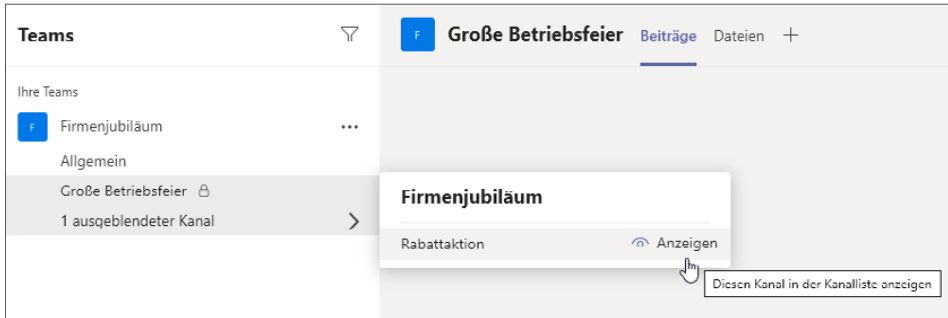 Teams
Ihre Teams
F Firmenjubiläum ...
Allgemein
Große Betriebsfeier
1 ausgeblendeter Kanal
F Große Betriebsfeier Beiträge Dateien +
Firmenjubiläum
Rabattaktion Anzeigen
Diesen Kanal in der Kanalliste anzeigen